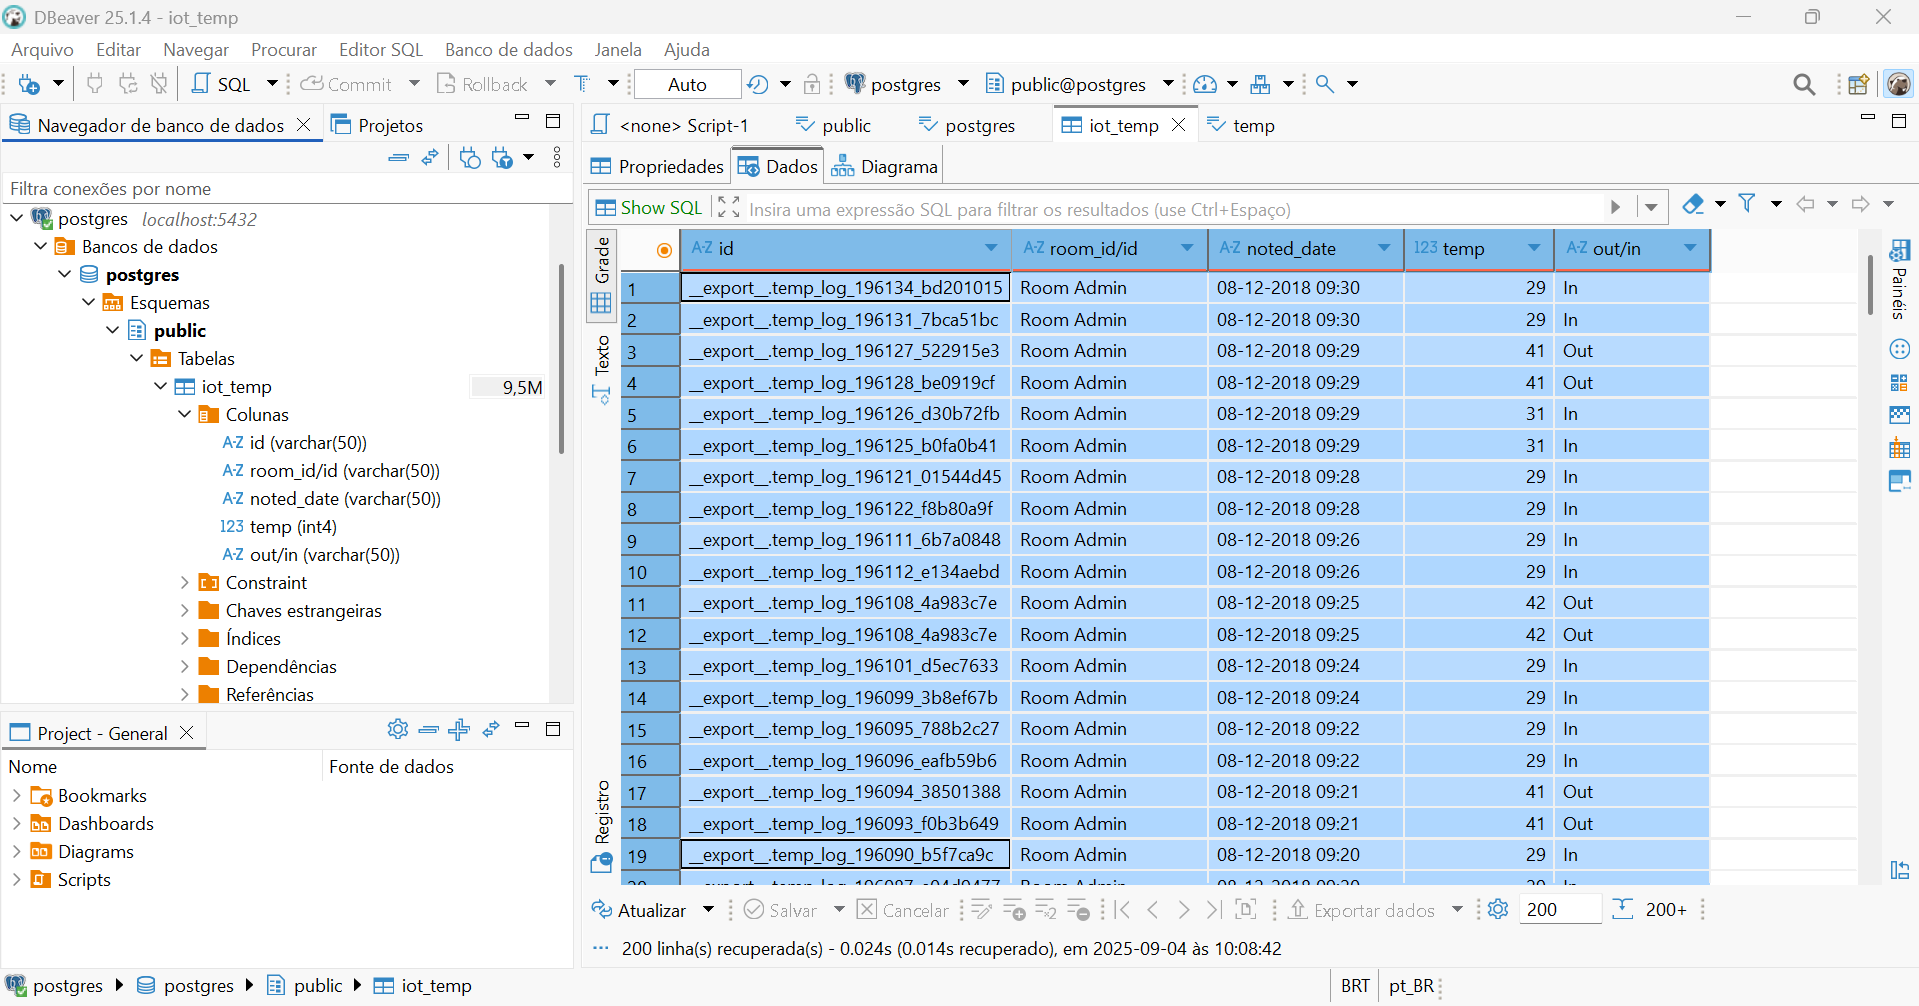 DBeaver 25.1.4 - iot_temp
Arquivo Editar Navegar Procurar Editor SQL Banco de dados Janela Ajuda
SQL Commit Rollback Auto postgres public@postgres
Navegador de banco de dados Projetos
Filtra conexões por nome
postgres localhost:5432
Bancos de dados
postgres
Esquemas
public
Tabelas
iot_temp 9,5M
Colunas
A-Z id (varchar(50))
A-Z room_id/id (varchar(50))
A-Z noted_date (varchar(50))
123 temp (int4)
A-Z out/in (varchar(50))
Constraint
Chaves estrangeiras
Índices
Dependências
Referências
Project - General
Nome Fonte de dados
Bookmarks
Dashboards
Diagrams
Scripts
<none> Script-1 public postgres iot_temp temp
Propriedades Dados Diagrama
Show SQL Insira uma expressão SQL para filtrar os resultados (use Ctrl+Espaço)
Grade
Texto
Registro
A-Z id A-Z room_id/id A-Z noted_date 123 temp A-Z out/in
1 __export__.temp_log_196134_bd201015 Room Admin 08-12-2018 09:30 29 In
2 __export__.temp_log_196131_7bca51bc Room Admin 08-12-2018 09:30 29 In
3 __export__.temp_log_196127_522915e3 Room Admin 08-12-2018 09:29 41 Out
4 __export__.temp_log_196128_be0919cf Room Admin 08-12-2018 09:29 41 Out
5 __export__.temp_log_196126_d30b72fb Room Admin 08-12-2018 09:29 31 In
6 __export__.temp_log_196125_b0fa0b41 Room Admin 08-12-2018 09:29 31 In
7 __export__.temp_log_196121_01544d45 Room Admin 08-12-2018 09:28 29 In
8 __export__.temp_log_196122_f8b80a9f Room Admin 08-12-2018 09:28 29 In
9 __export__.temp_log_196111_6b7a0848 Room Admin 08-12-2018 09:26 29 In
10 __export__.temp_log_196112_e134aebd Room Admin 08-12-2018 09:26 29 In
11 __export__.temp_log_196108_4a983c7e Room Admin 08-12-2018 09:25 42 Out
12 __export__.temp_log_196108_4a983c7e Room Admin 08-12-2018 09:25 42 Out
13 __export__.temp_log_196101_d5ec7633 Room Admin 08-12-2018 09:24 29 In
14 __export__.temp_log_196099_3b8ef67b Room Admin 08-12-2018 09:24 29 In
15 __export__.temp_log_196095_788b2c27 Room Admin 08-12-2018 09:22 29 In
16 __export__.temp_log_196096_eafb59b6 Room Admin 08-12-2018 09:22 29 In
17 __export__.temp_log_196094_38501388 Room Admin 08-12-2018 09:21 41 Out
18 __export__.temp_log_196093_f0b3b649 Room Admin 08-12-2018 09:21 41 Out
19 __export__.temp_log_196090_b5f7ca9c Room Admin 08-12-2018 09:20 29 In
Painéis
Atualizar Salvar Cancelar Exportar dados 200 200+
200 linha(s) recuperada(s) - 0.024s (0.014s recuperado), em 2025-09-04 às 10:08:42
postgres postgres public iot_temp
BRT pt_BR